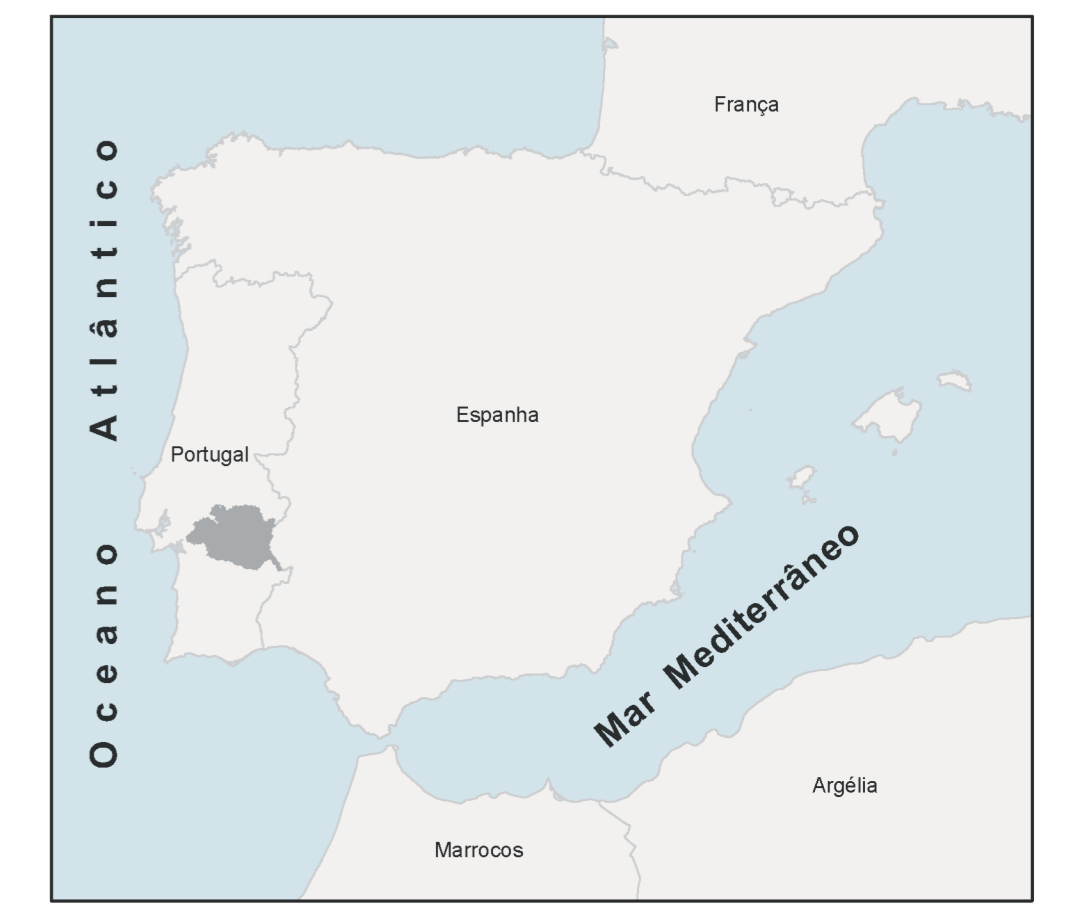 França
Oceano Atlântico
Espanha
Portugal
Mar Mediterrâneo
Argélia
Marrocos